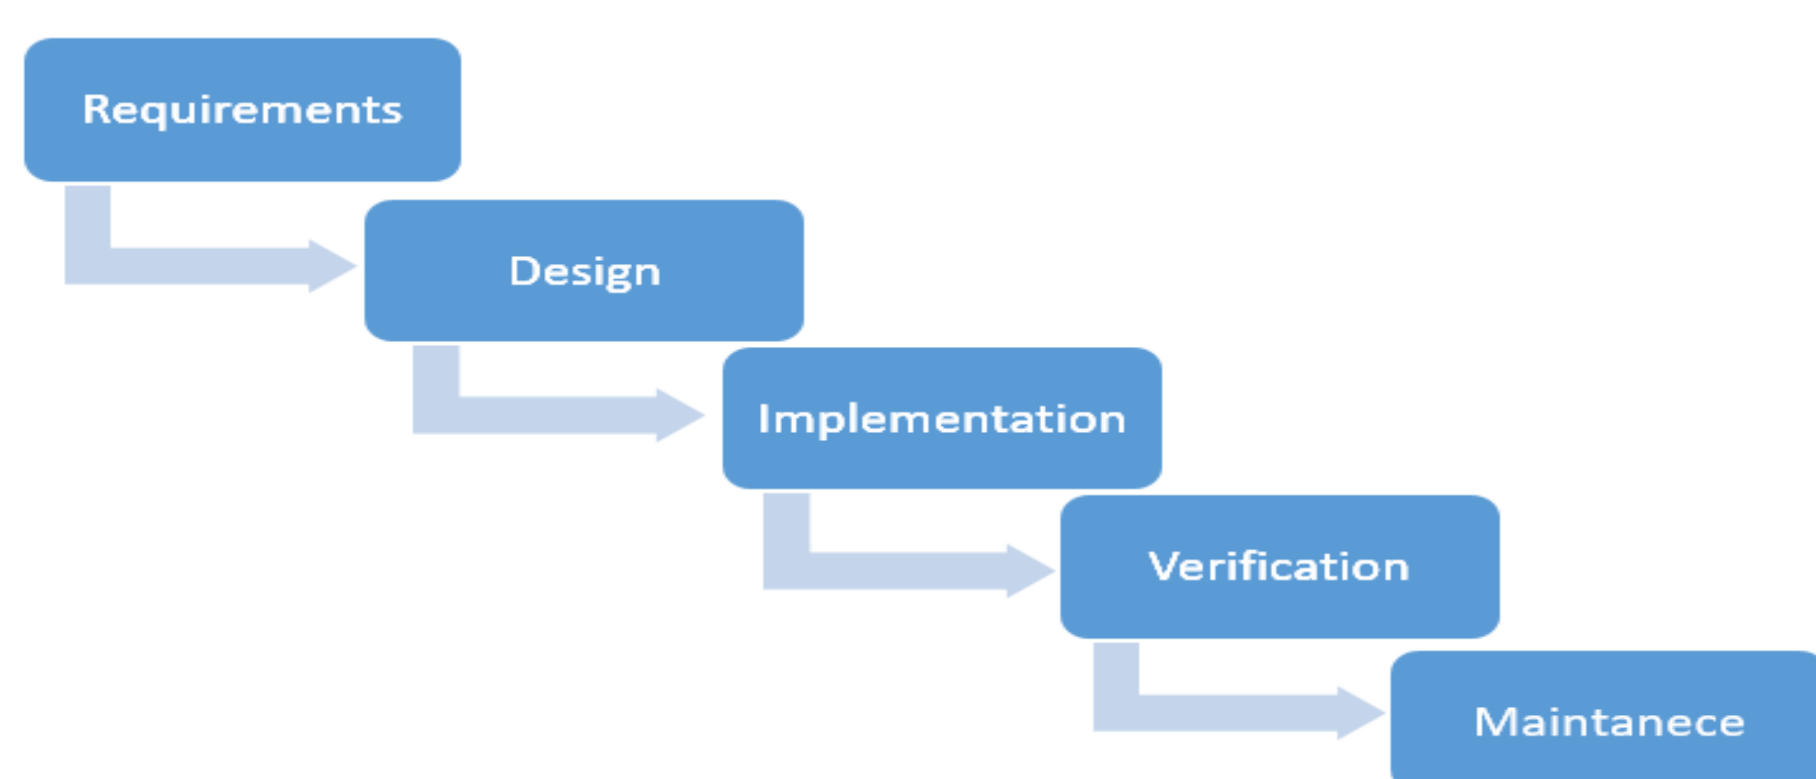 Requirements
Design
Implementation
Verification
Maintanece